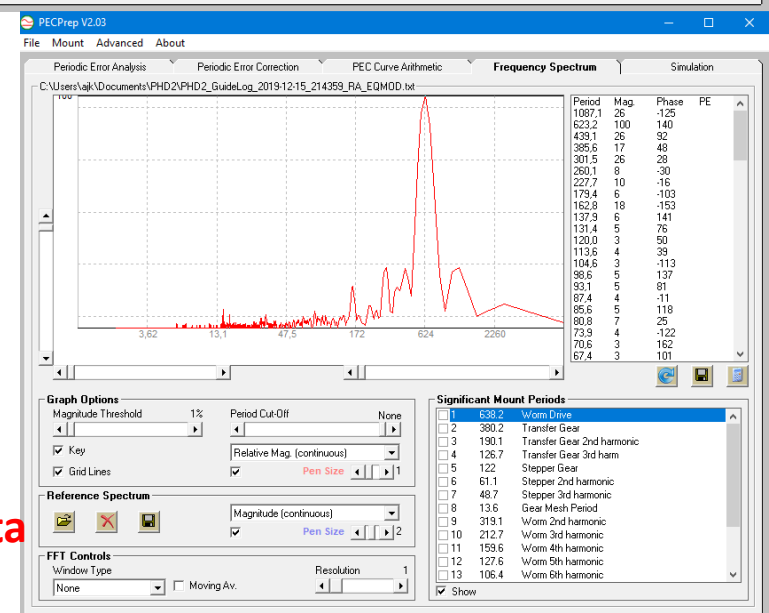 PECPrep V2.03
File Mount Advanced About
Periodic Error Analysis Periodic Error Correction PEC Curve Arithmetic Frequency Spectrum Simulation
C:\Users\ajk\Documents\PHD2\PHD2_GuideLog_2019-12-15_214359_RA_EQMOD.txt
100
3,62 13,1 47,5 172 624 2260
Period Mag. Phase PE
1087,1 26 -125
623,2 100 140
439,1 26 92
385,6 17 48
301,5 26 28
260,1 8 -30
227,7 10 -16
179,4 6 -103
162,8 18 -153
137,9 6 141
131,4 5 76
120,0 3 50
113,6 4 39
104,6 3 -113
98,6 5 137
93,1 5 81
87,4 4 -11
85,6 5 118
80,8 7 25
73,9 4 -122
70,6 3 162
67,4 3 101
Graph Options
Magnitude Threshold 1% Period Cut-Off None
Key
Relative Mag. (continuous)
Grid Lines
Pen Size 1
Reference Spectrum
Magnitude (continuous)
Pen Size 2
ta
FFT Controls
Window Type
None
Moving Av.
Resolution 1
Significant Mount Periods
1 638.2 Worm Drive
2 380.2 Transfer Gear
3 190.1 Transfer Gear 2nd harmonic
4 126.7 Transfer Gear 3rd harm
5 122 Stepper Gear
6 61.1 Stepper 2nd harmonic
7 48.7 Stepper 3rd harmonic
8 13.6 Gear Mesh Period
9 319.1 Worm 2nd harmonic
10 212.7 Worm 3rd harmonic
11 159.6 Worm 4th harmonic
12 127.6 Worm 5th harmonic
13 106.4 Worm 6th harmonic
Show